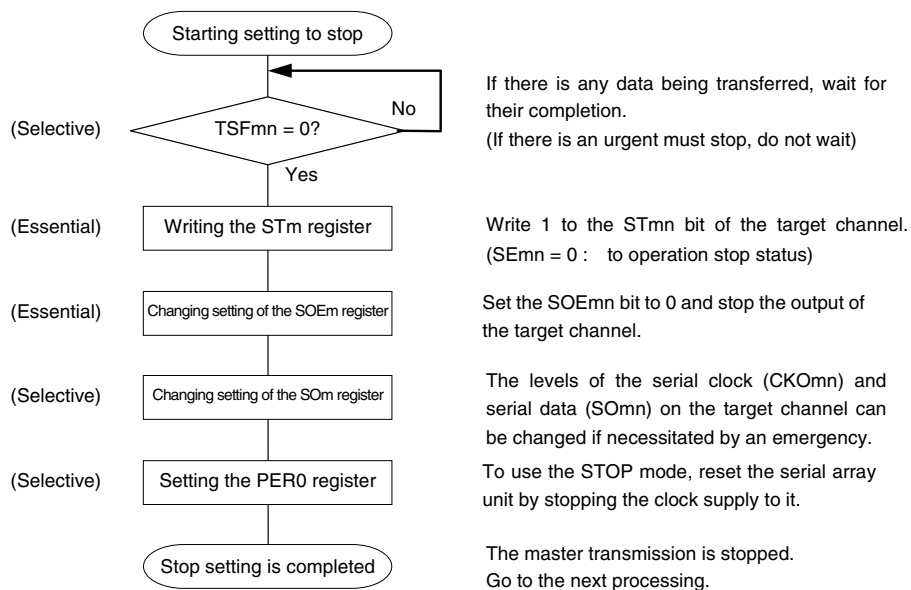 Starting setting to stop
If there is any data being transferred, wait for
their completion.
(If there is an urgent must stop, do not wait)
(Selective)
TSFmn = 0?
No
Yes
(Essential)
Writing the STm register
Write 1 to the STmn bit of the target channel.
(SEmn = 0 : to operation stop status)
(Essential)
Changing setting of the SOEm register
Set the SOEmn bit to 0 and stop the output of
the target channel.
(Selective)
Changing setting of the SOm register
The levels of the serial clock (CKOmn) and
serial data (SOmn) on the target channel can
be changed if necessitated by an emergency.
(Selective)
Setting the PER0 register
To use the STOP mode, reset the serial array
unit by stopping the clock supply to it.
Stop setting is completed
The master transmission is stopped.
Go to the next processing.